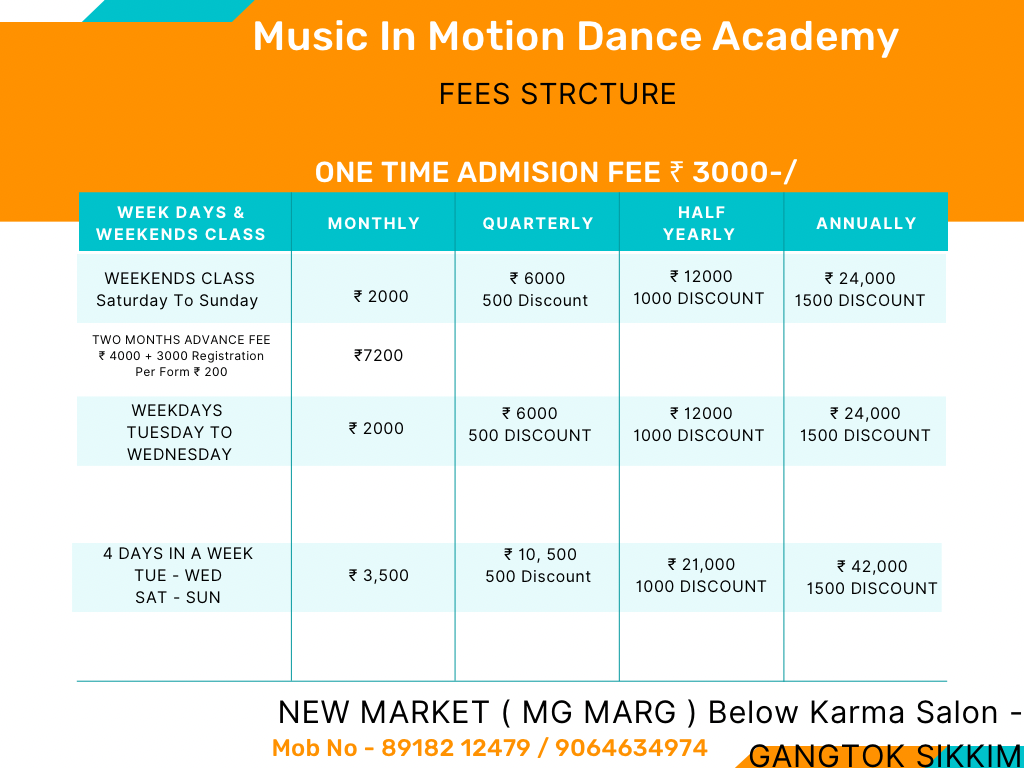 Music In Motion Dance Academy
FEES STRCTURE
ONE TIME ADMISION FEE ₹ 3000-/
WEEK DAYS &
WEEKENDS CLASS
MONTHLY
QUARTERLY
HALF
YEARLY
ANNUALLY
WEEKENDS CLASS
Saturday To Sunday
₹ 2000
₹ 6000
500 Discount
₹ 12000
1000 DISCOUNT
₹ 24,000
1500 DISCOUNT
TWO MONTHS ADVANCE FEE
₹ 4000 + 3000 Registration
Per Form ₹ 200
₹7200
WEEKDAYS
TUESDAY TO
WEDNESDAY
₹ 2000
₹ 6000
500 DISCOUNT
₹ 12000
1000 DISCOUNT
₹ 24,000
1500 DISCOUNT
4 DAYS IN A WEEK
TUE - WED
SAT - SUN
₹ 3,500
₹ 10, 500
500 Discount
₹ 21,000
1000 DISCOUNT
₹ 42,000
1500 DISCOUNT
NEW MARKET ( MG MARG ) Below Karma Salon -
GANGTOK SIKKIM
Mob No - 89182 12479 / 9064634974